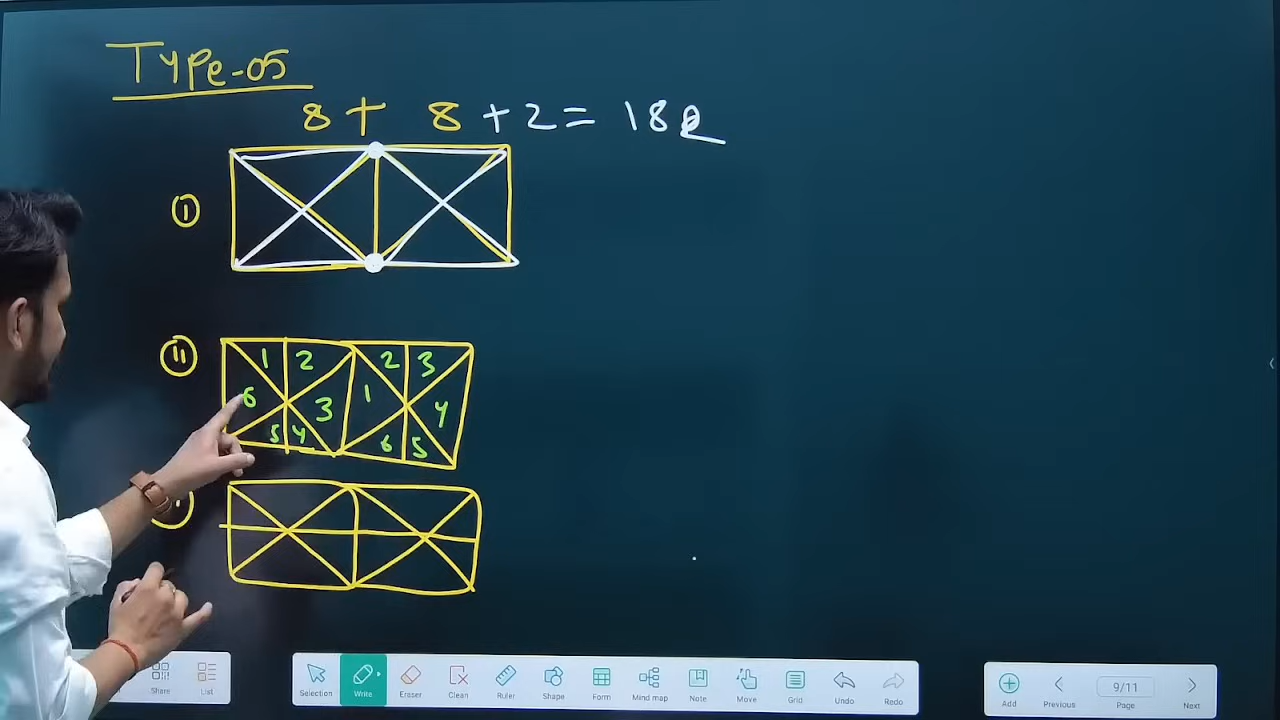 Type-05
8+ 8+2= 18
①
②
1 2 2 3
6 3 1 4
5 4 6 5
Share List Selection Write Eraser Clean Ruler Shape Form Mind map Note Move Grid Undo Redo Add Previous 9/11 Page Next